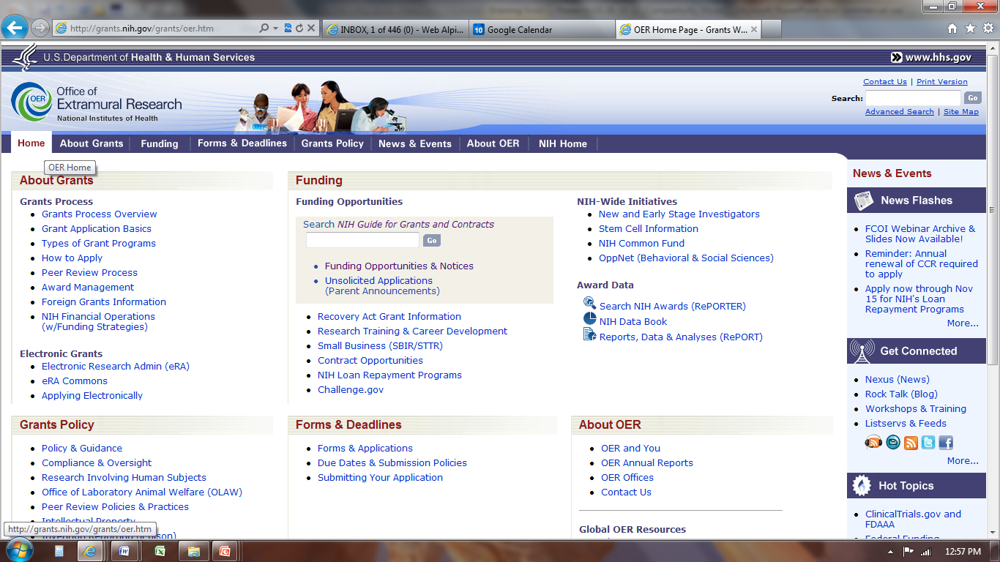 http://grants.nih.gov/grants/oer.htm
INBOX, 1 of 446 (0) - Web Alpi...
10 Google Calendar
OER Home Page - Grants W...
U.S.Department of Health & Human Services
www.hhs.gov
Contact Us | Print Version
OER
Office of
Extramural Research
National Institutes of Health
Search:
Go
Advanced Search | Site Map
Home
About Grants
Funding
Forms & Deadlines
Grants Policy
News & Events
About OER
NIH Home
OER Home
About Grants
Grants Process
Grants Process Overview
Grant Application Basics
Types of Grant Programs
How to Apply
Peer Review Process
Award Management
Foreign Grants Information
NIH Financial Operations
(w/Funding Strategies)
Electronic Grants
Electronic Research Admin (eRA)
eRA Commons
Applying Electronically
Funding
Funding Opportunities
Search NIH Guide for Grants and Contracts
Go
Funding Opportunities & Notices
Unsolicited Applications
(Parent Announcements)
Recovery Act Grant Information
Research Training & Career Development
Small Business (SBIR/STTR)
Contract Opportunities
NIH Loan Repayment Programs
Challenge.gov
NIH-Wide Initiatives
New and Early Stage Investigators
Stem Cell Information
NIH Common Fund
OppNet (Behavioral & Social Sciences)
Award Data
Search NIH Awards (RePORTER)
NIH Data Book
Reports, Data & Analyses (RePORT)
Grants Policy
Policy & Guidance
Compliance & Oversight
Research Involving Human Subjects
Office of Laboratory Animal Welfare (OLAW)
Peer Review Policies & Practices
Intellectual Property
http://grants.nih.gov/grants/oer.htm
Forms & Deadlines
Forms & Applications
Due Dates & Submission Policies
Submitting Your Application
About OER
OER and You
OER Annual Reports
OER Offices
Contact Us
Global OER Resources
News & Events
News Flashes
FCOI Webinar Archive &
Slides Now Available!
Reminder: Annual
renewal of CCR required
to apply
Apply now through Nov
15 for NIH's Loan
Repayment Programs
More...
Get Connected
Nexus (News)
Rock Talk (Blog)
Workshops & Training
Listservs & Feeds
More...
Hot Topics
ClinicalTrials.gov and
FDAAA
Federal Funding
12:57 PM